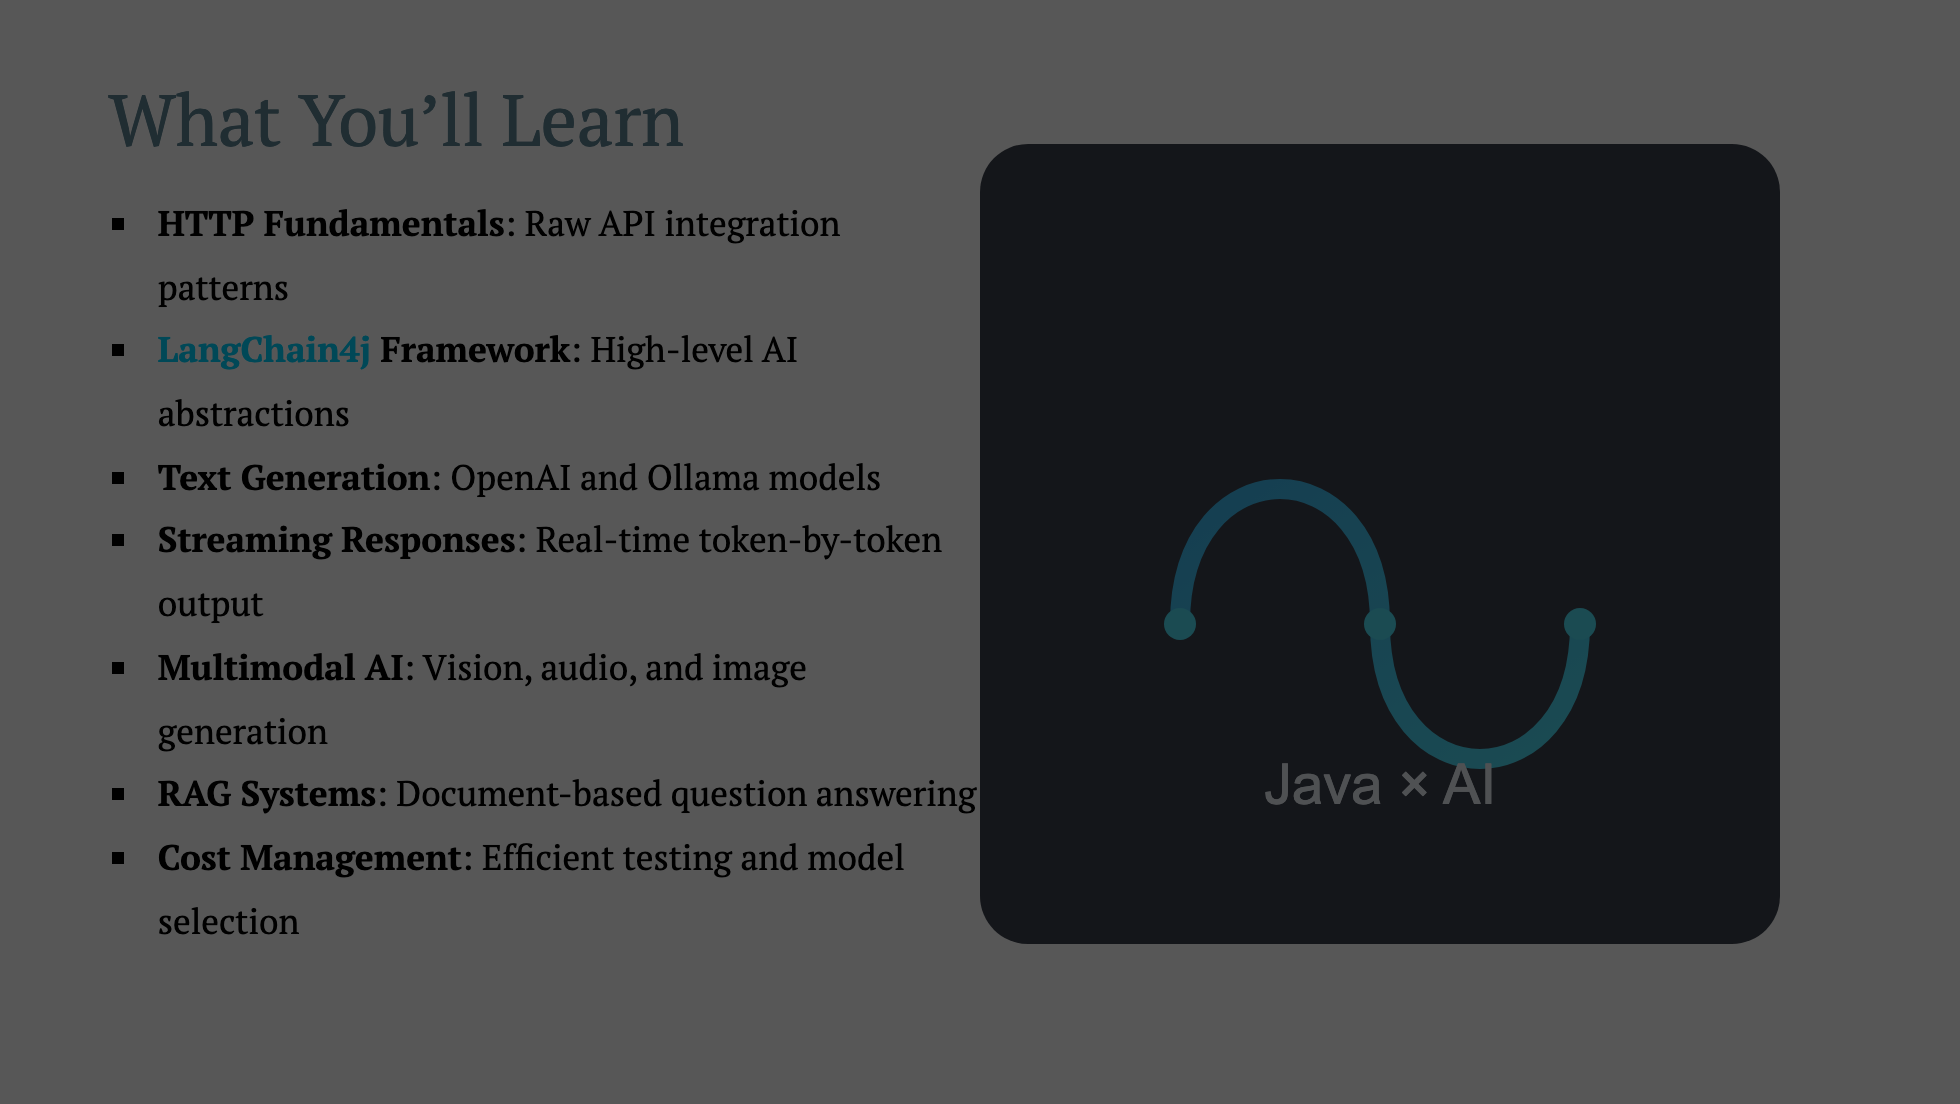 What You’ll Learn
HTTP Fundamentals: Raw API integration
patterns
LangChain4j Framework: High-level AI
abstractions
Text Generation: OpenAI and Ollama models
Streaming Responses: Real-time token-by-token
output
Multimodal AI: Vision, audio, and image
generation
RAG Systems: Document-based question answering
Cost Management: Efficient testing and model
selection
Java × AI